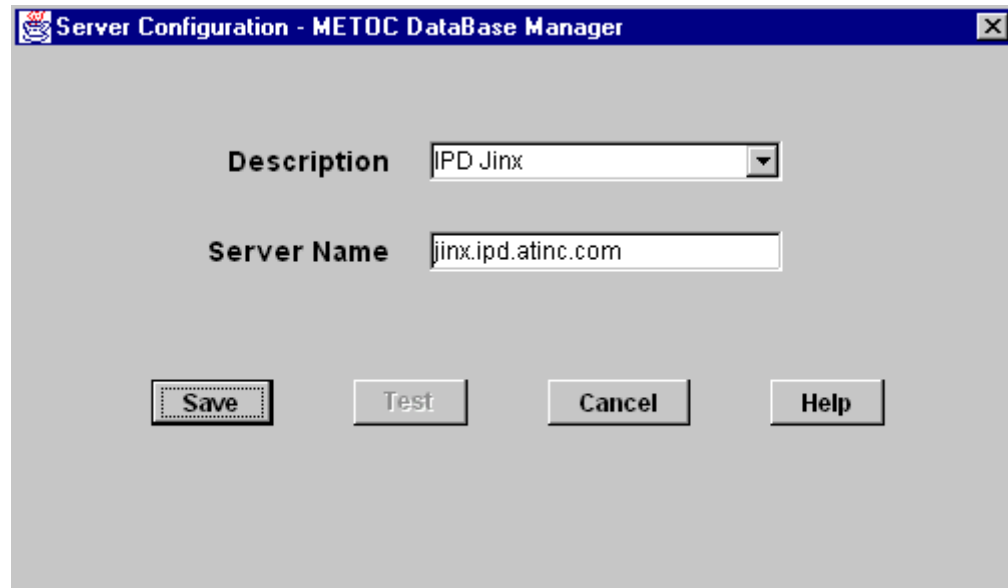 Server Configuration - METOC DataBase Manager
Description IPD Jinx
Server Name jinx.ipd.atinc.com
Save Test Cancel Help